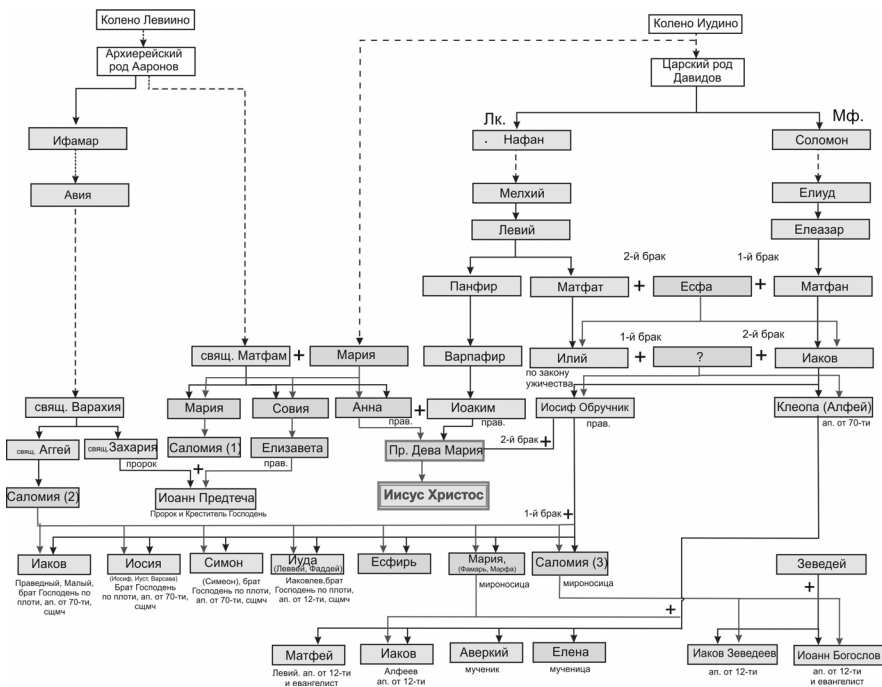 Колено Левиино
Колено Иудино
Архиерейский
род Ааронов
Царский род
Давидов
Лк.
Мф.
Ифамар
. Нафан
Соломон
Авия
Мелхий
Елиуд
Левий
Елеазар
2-й брак
1-й брак
Панфир
Матфат
+
Есфа
+
Матфан
1-й брак
2-й брак
свящ. Матфам
+
Мария
Варпафир
Илий
+
?
+
Иаков
по закону
ужичества
свящ. Варахия
Мария
Совия
Анна
+
Иоаким
Иосиф Обручник
Клеопа (Алфей)
прав.
прав.
прав.
ап. от 70-ти
свящ. Аггей
свящ. Захария
Саломия (1)
Елизавета
Пр. Дева Мария
2-й брак +
пророк
+
прав.
Саломия (2)
Иоанн Предтеча
Иисус Христос
Пророк и Креститель Господень
1-й брак +
Иаков
Иосия
Симон
Иуда
(Леввей, Фаддей)
Есфирь
Мария,
(Фамарь, Марфа)
Саломия (3)
Зеведей
Праведный, Малый,
брат Господень по
плоти, ап. от 70-ти,
сщмч
(Иосиф, Иуст, Варсава)
Брат Господень
по плоти,
ап. от 70-ти,
сщмч
(Симеон), брат
Господень по плоти,
ап. от 70-ти, сщмч
Иаковлев,брат
Господень по плоти,
ап. от 12-ти, сщмч
мироносица
мироносица
+
+
Матфей
Иаков
Аверкий
Елена
Иаков Зеведеев
Иоанн Богослов
Левий. ап. от 12-ти
и евангелист
Алфеев
ап. от 12-ти
мученик
мученица
ап. от 12-ти
ап. от 12-ти
и евангелист